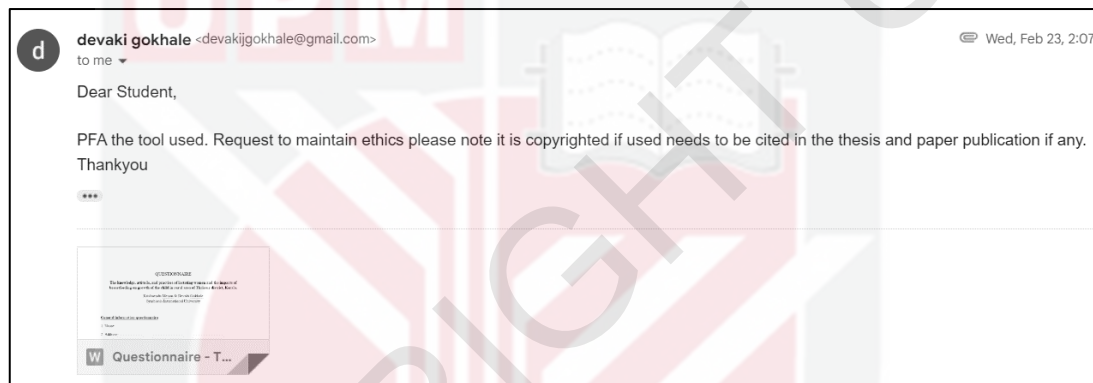 d
devaki gokhale <devakijgokhale@gmail.com>
Wed, Feb 23, 2:07
to me
Dear Student,
PFA the tool used. Request to maintain ethics please note it is copyrighted if used needs to be cited in the thesis and paper publication if any.
Thankyou
QUESTIONNAIRE
W Questionnaire - T...
UPM
COPYRIGHT U